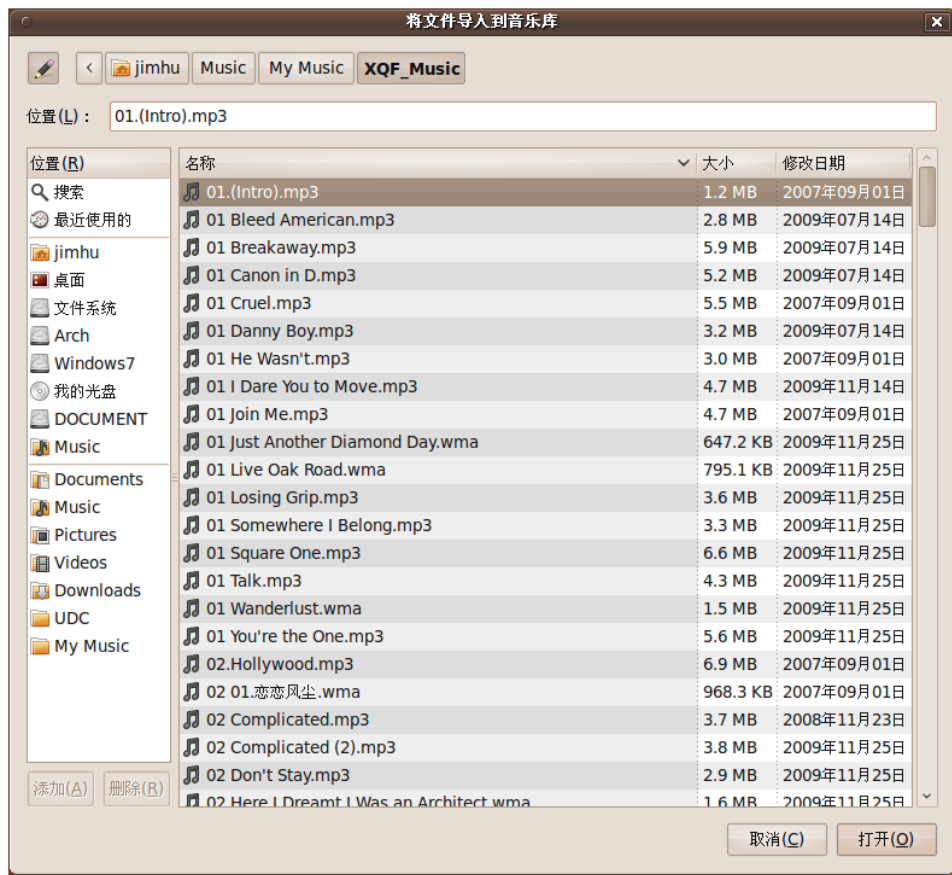 将文件导入到音乐库
jimhu Music My Music XQF_Music
位置(L)： 01.(Intro).mp3
位置(R)
搜索
最近使用的
jimhu
桌面
文件系统
Arch
Windows7
我的光盘
DOCUMENT
Music
Documents
Music
Pictures
Videos
Downloads
UDC
My Music
添加(A) 删除(R)
名称 大小 修改日期
01.(Intro).mp3 1.2 MB 2007年09月01日
01 Bleed American.mp3 2.8 MB 2009年07月14日
01 Breakaway.mp3 5.9 MB 2009年07月14日
01 Canon in D.mp3 5.2 MB 2009年07月14日
01 Cruel.mp3 5.5 MB 2007年09月01日
01 Danny Boy.mp3 3.2 MB 2009年07月14日
01 He Wasn't.mp3 3.0 MB 2007年09月01日
01 I Dare You to Move.mp3 4.7 MB 2009年11月14日
01 Join Me.mp3 4.7 MB 2007年09月01日
01 Just Another Diamond Day.wma 647.2 KB 2009年11月25日
01 Live Oak Road.wma 795.1 KB 2009年11月25日
01 Losing Grip.mp3 3.6 MB 2009年11月25日
01 Somewhere I Belong.mp3 3.3 MB 2009年11月25日
01 Square One.mp3 6.6 MB 2009年11月25日
01 Talk.mp3 4.3 MB 2009年11月25日
01 Wanderlust.wma 1.5 MB 2009年11月25日
01 You're the One.mp3 5.6 MB 2009年11月25日
02.Hollywood.mp3 6.9 MB 2007年09月01日
02 01.恋恋风尘.wma 968.3 KB 2007年09月01日
02 Complicated.mp3 3.7 MB 2008年11月23日
02 Complicated (2).mp3 3.8 MB 2009年11月25日
02 Don't Stay.mp3 2.9 MB 2009年11月25日
02 Here I Dreamt I Was an Architect.wma 1.6 MB 2009年11月25日
取消(C) 打开(O)